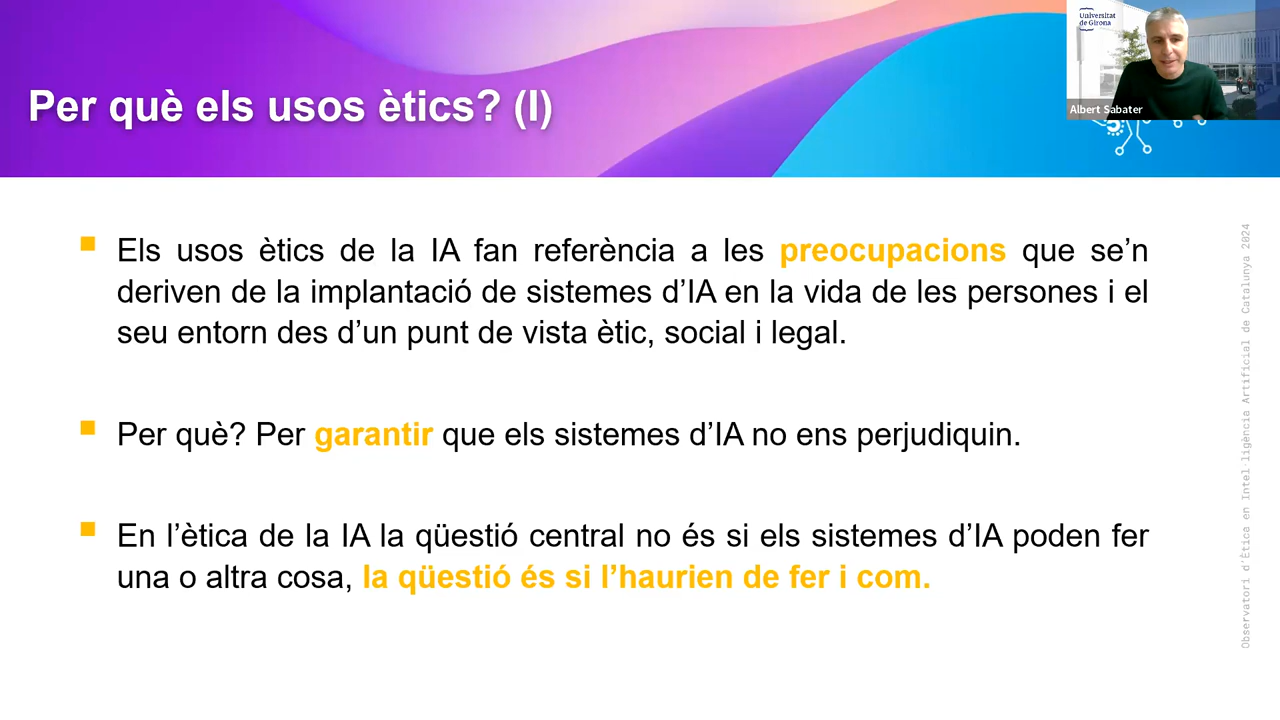 Per què els usos ètics? (I)
Universitat
de Girona
Albert Sabater
Els usos ètics de la IA fan referència a les preocupacions que se’n
deriven de la implantació de sistemes d’IA en la vida de les persones i el
seu entorn des d’un punt de vista ètic, social i legal.
Per què? Per garantir que els sistemes d’IA no ens perjudiquin.
En l’ètica de la IA la qüestió central no és si els sistemes d’IA poden fer
una o altra cosa, la qüestió és si l’haurien de fer i com.
Observatori d’Ètica en Intel·ligència Artificial de Catalunya 2024